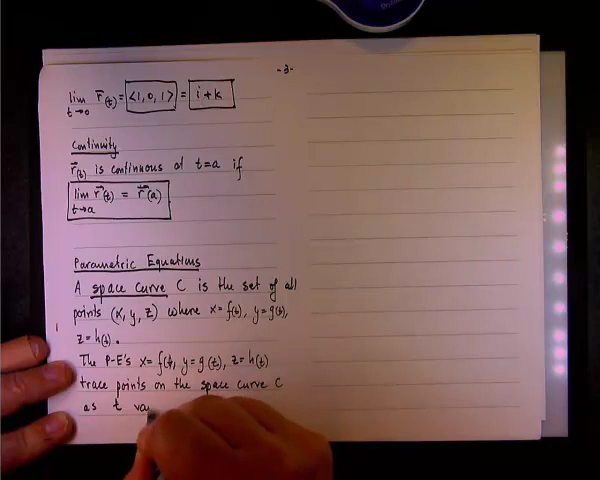 -3-
lim r⃗(t) = <1, 0, 1> = i + k
t→0
Continuity
r⃗(t) is continuous at t=a if
lim r⃗(t) = r⃗(a)
t→a
Parametric Equations
A space curve C is the set of all
points (x, y, z) where x = f(t), y = g(t),
z = h(t).
The P-E's x = f(t), y = g(t), z = h(t)
trace points on the space curve C
as t va